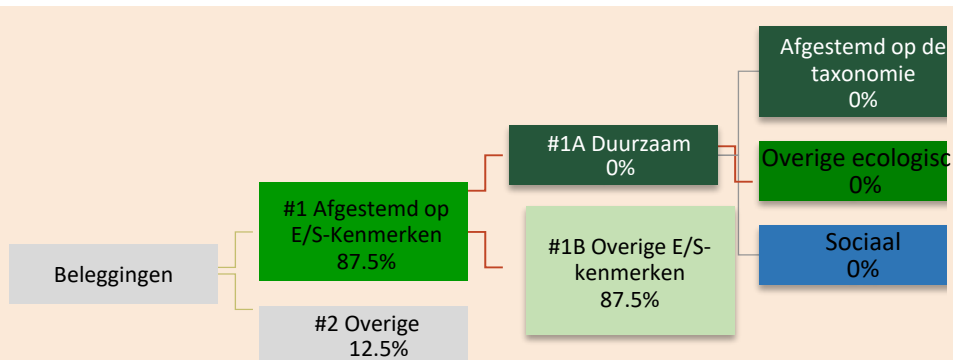 Beleggingen
#1 Afgestemd op
E/S-Kenmerken
87.5%
#2 Overige
12.5%
#1A Duurzaam
0%
#1B Overige E/S-
kenmerken
87.5%
Afgestemd op de
taxonomie
0%
Overige ecologisc
0%
Sociaal
0%